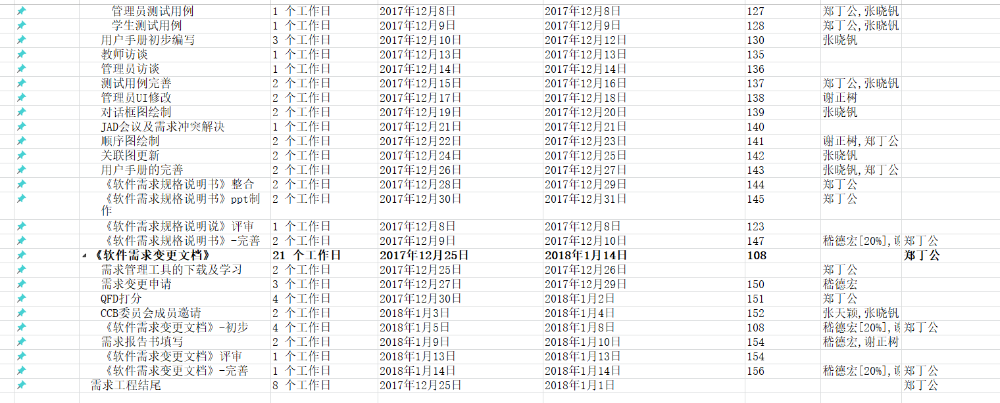 管理员测试用例 1 个工作日 2017年12月8日 2017年12月8日 127 郑丁公,张晓钒
学生测试用例 1 个工作日 2017年12月9日 2017年12月9日 128 郑丁公,张晓钒
用户手册初步编写 3 个工作日 2017年12月10日 2017年12月12日 130 张晓钒
教师访谈 1 个工作日 2017年12月13日 2017年12月13日 135
管理员访谈 1 个工作日 2017年12月14日 2017年12月14日 136
测试用例完善 2 个工作日 2017年12月15日 2017年12月16日 137 郑丁公,张晓钒
管理员UI修改 2 个工作日 2017年12月17日 2017年12月18日 138 谢正树
对话框图绘制 2 个工作日 2017年12月19日 2017年12月20日 139 张晓钒
JAD会议及需求冲突解决 1 个工作日 2017年12月21日 2017年12月21日 140
顺序图绘制 2 个工作日 2017年12月22日 2017年12月23日 141 谢正树,郑丁公
关联图更新 2 个工作日 2017年12月24日 2017年12月25日 142 张晓钒
用户手册的完善 2 个工作日 2017年12月26日 2017年12月27日 143 张晓钒,郑丁公
《软件需求规格说明书》整合 2 个工作日 2017年12月28日 2017年12月29日 144 郑丁公
《软件需求规格说明书》ppt制 2 个工作日 2017年12月30日 2017年12月31日 145 郑丁公
作
《软件需求规格说明说》评审 1 个工作日 2017年12月8日 2017年12月8日 123
《软件需求规格说明书》-完善 2 个工作日 2017年12月9日 2017年12月10日 147 嵇德宏[20%],谢 郑丁公
《软件需求变更文档》 21 个工作日 2017年12月25日 2018年1月14日 108 郑丁公
需求管理工具的下载及学习 2 个工作日 2017年12月25日 2017年12月26日 郑丁公
需求变更申请 3 个工作日 2017年12月27日 2017年12月29日 150 嵇德宏
QFD打分 4 个工作日 2017年12月30日 2018年1月2日 151 郑丁公
CCB委员会成员邀请 2 个工作日 2018年1月3日 2018年1月4日 152 张天颖,张晓钒
《软件需求变更文档》-初步 4 个工作日 2018年1月5日 2018年1月8日 108 嵇德宏[20%],谢 郑丁公
需求报告书填写 2 个工作日 2018年1月9日 2018年1月10日 154 嵇德宏,谢正树
《软件需求变更文档》评审 1 个工作日 2018年1月13日 2018年1月13日 154
《软件需求变更文档》-完善 1 个工作日 2018年1月14日 2018年1月14日 156 嵇德宏[20%],谢 郑丁公
需求工程结尾 8 个工作日 2017年12月25日 2018年1月1日 郑丁公